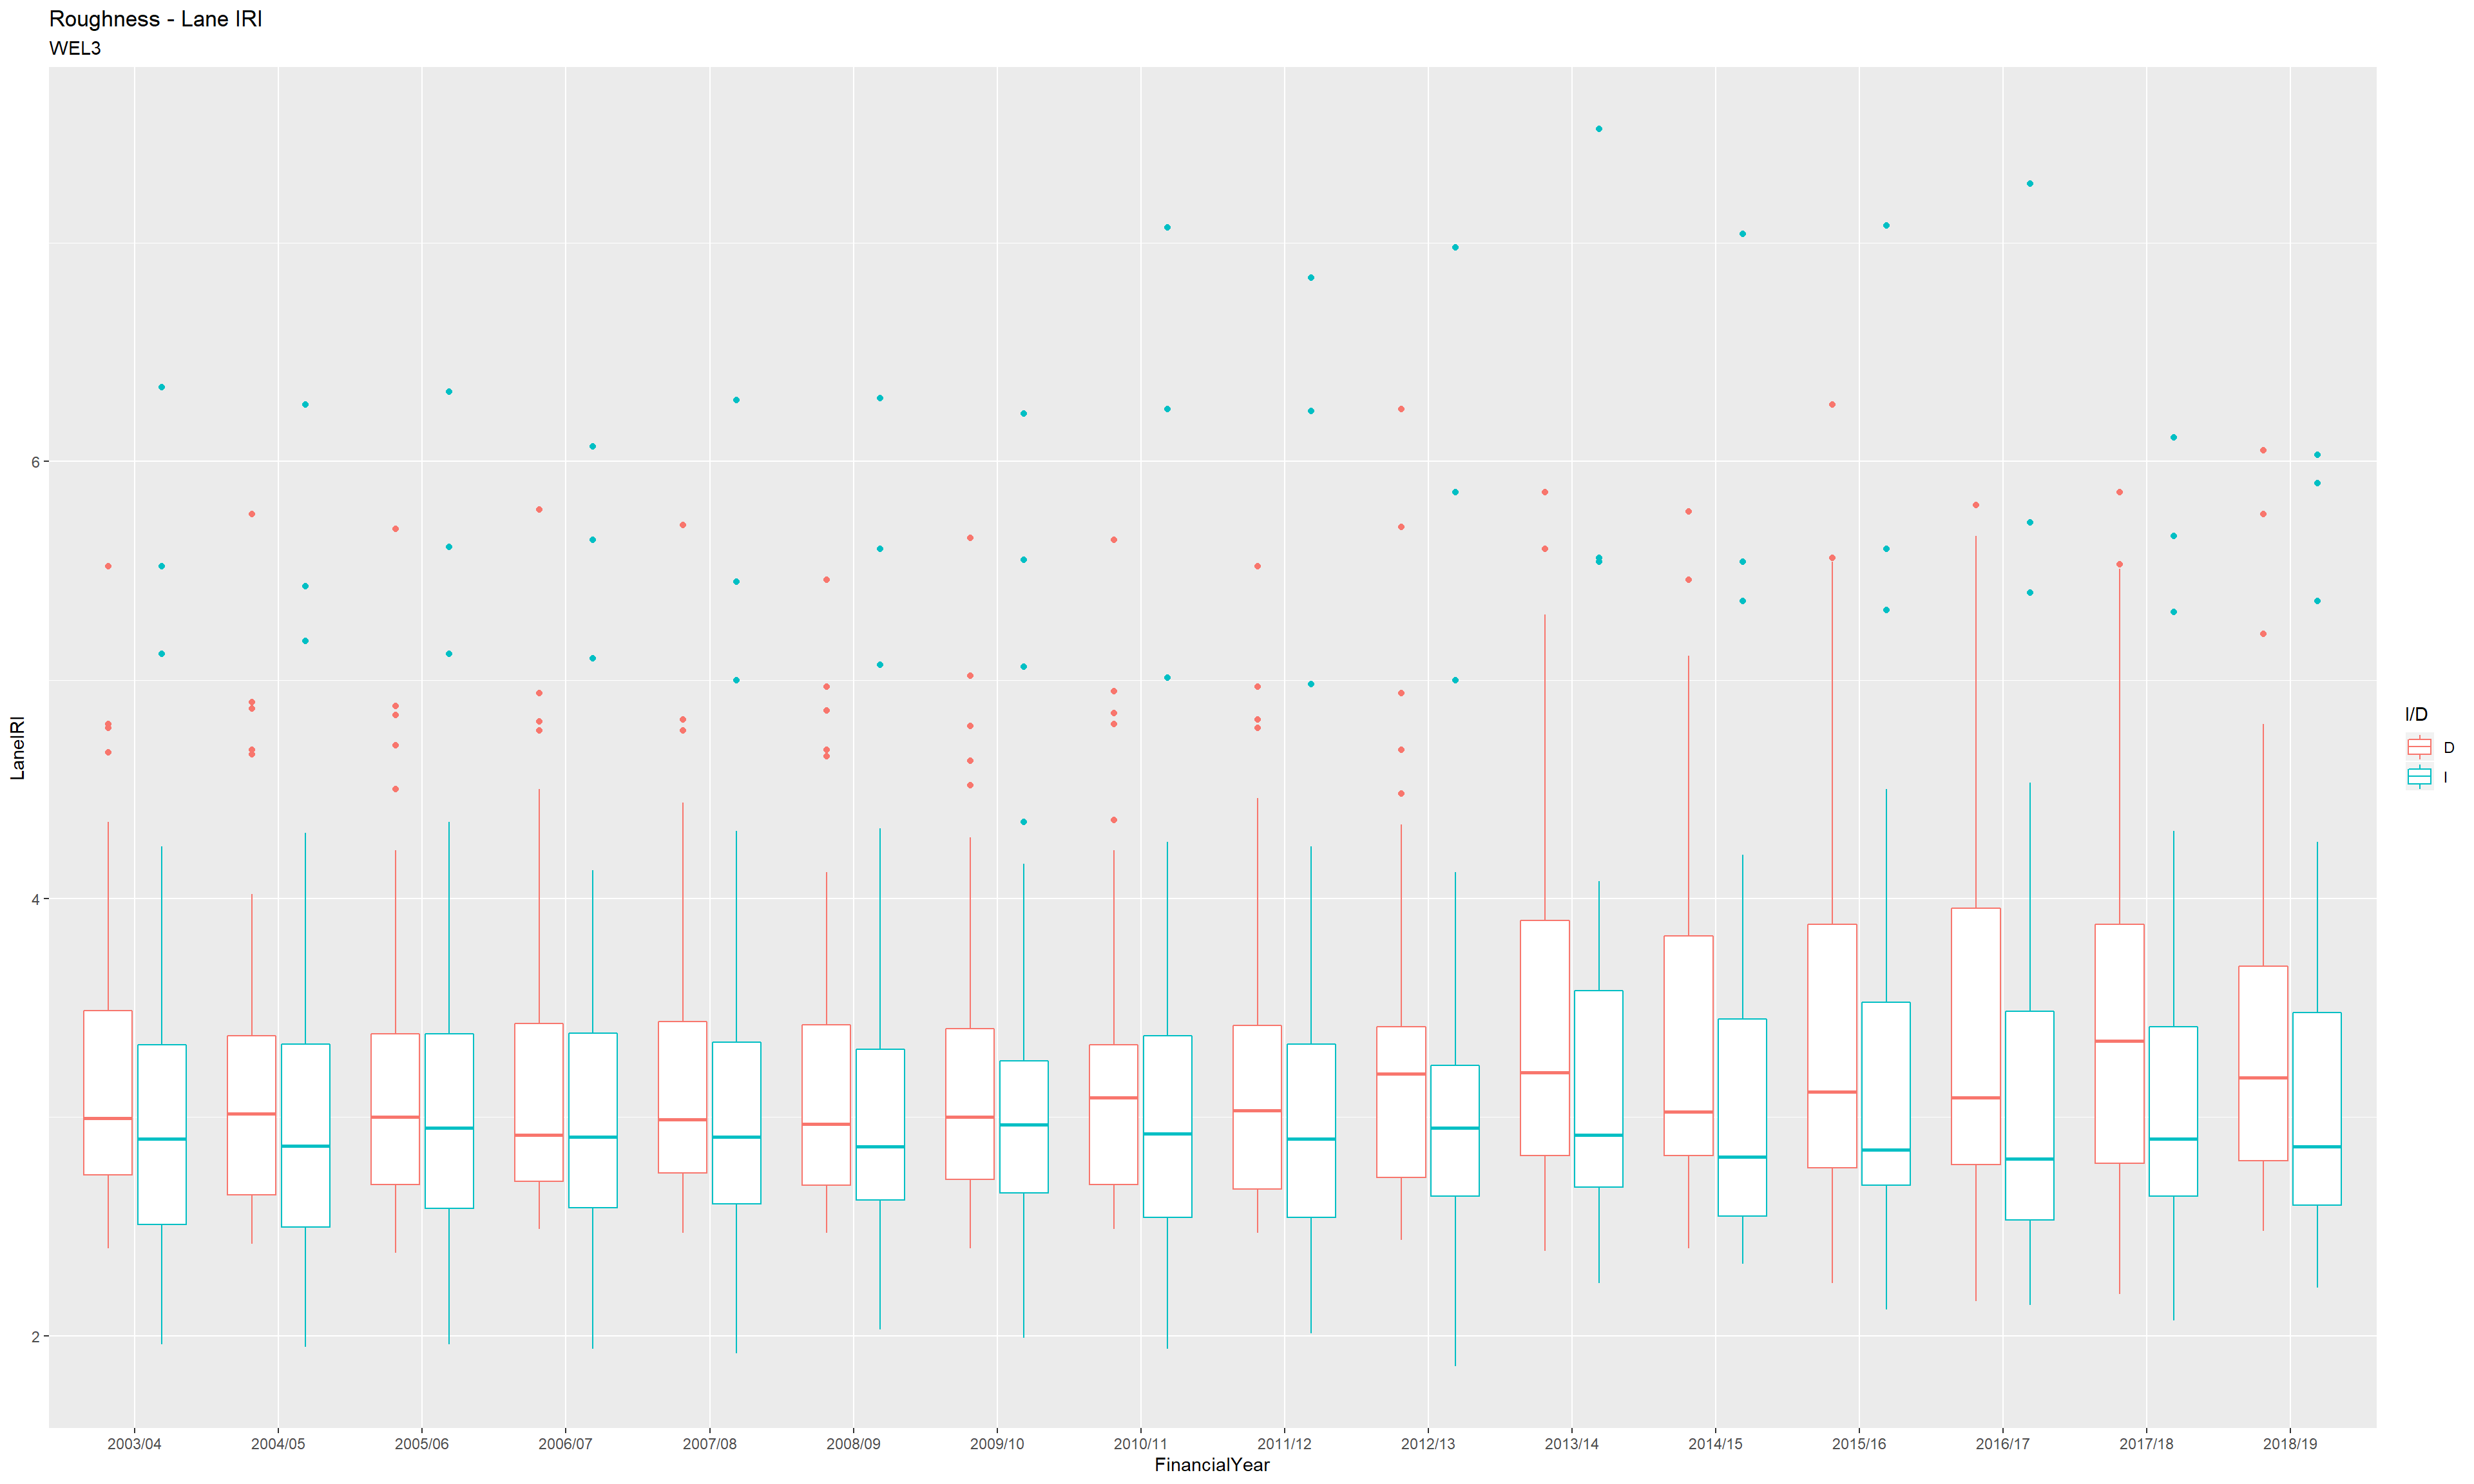 Roughness - Lane IRI
WEL3
LaneIRI
6
4
2
2003/04
2004/05
2005/06
2006/07
2007/08
2008/09
2009/10
2010/11
2011/12
2012/13
2013/14
2014/15
2015/16
2016/17
2017/18
2018/19
FinancialYear
I/D
D
I